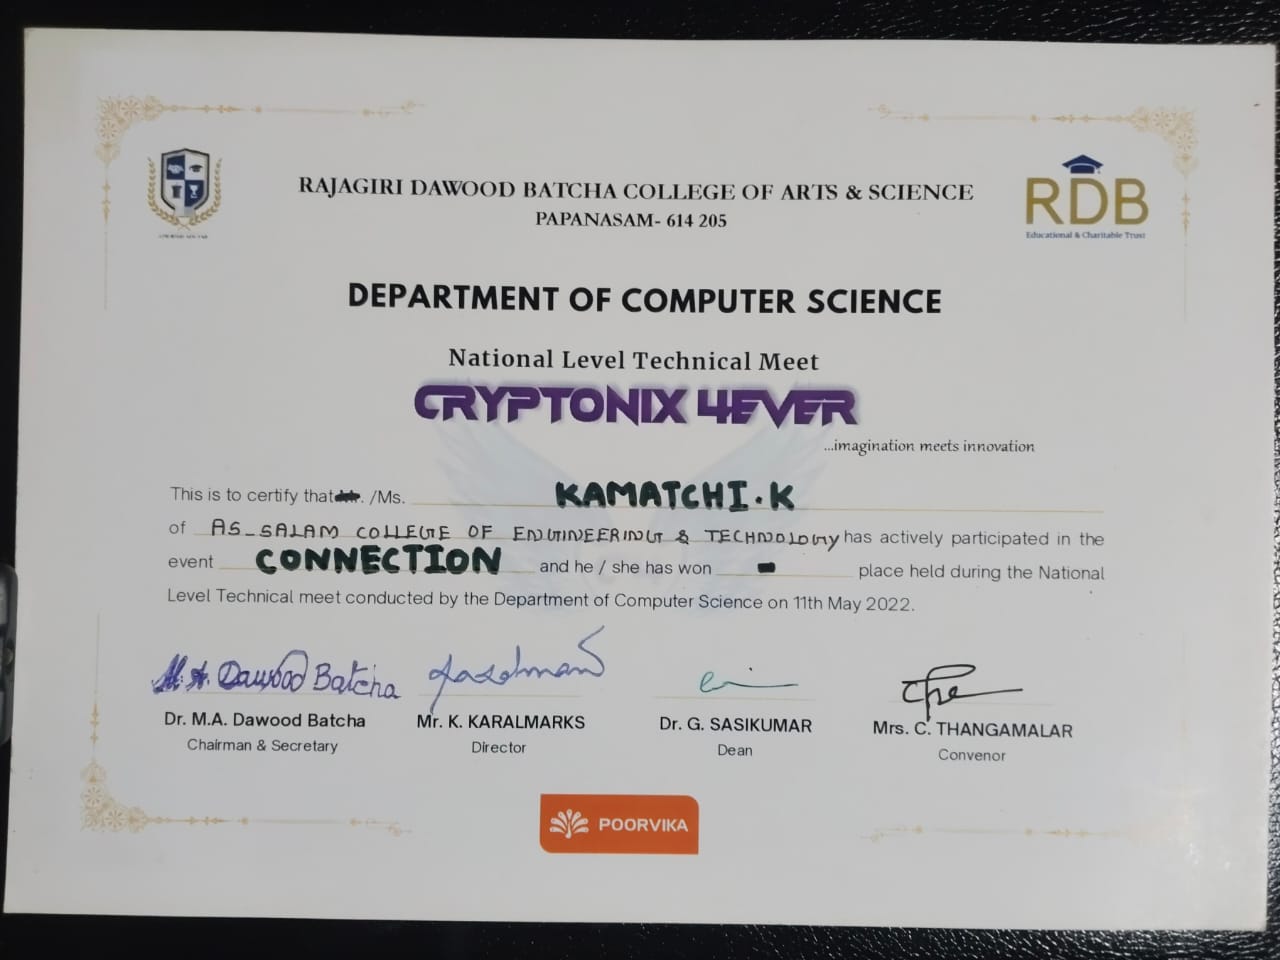 RAJAGIRI DAWOOD BATCHA COLLEGE OF ARTS & SCIENCE
PAPANASAM- 614 205
RDB
Educational & Charitable Trust
DEPARTMENT OF COMPUTER SCIENCE
National Level Technical Meet
CRYPTONIX 4EVER
...imagination meets innovation
This is to certify that . /Ms. KAMATCHI.K
of AS-SALAM COLLEGE OF ENGINEERING & TECHNOLOGY has actively participated in the
event CONNECTION and he / she has won - place held during the National
Level Technical meet conducted by the Department of Computer Science on 11th May 2022.
M.A. Dawood Batcha
Dr. M.A. Dawood Batcha
Chairman & Secretary
Mr. K. KARALMARKS
Director
Dr. G. SASIKUMAR
Dean
Mrs. C. THANGAMALAR
Convenor
POORVIKA